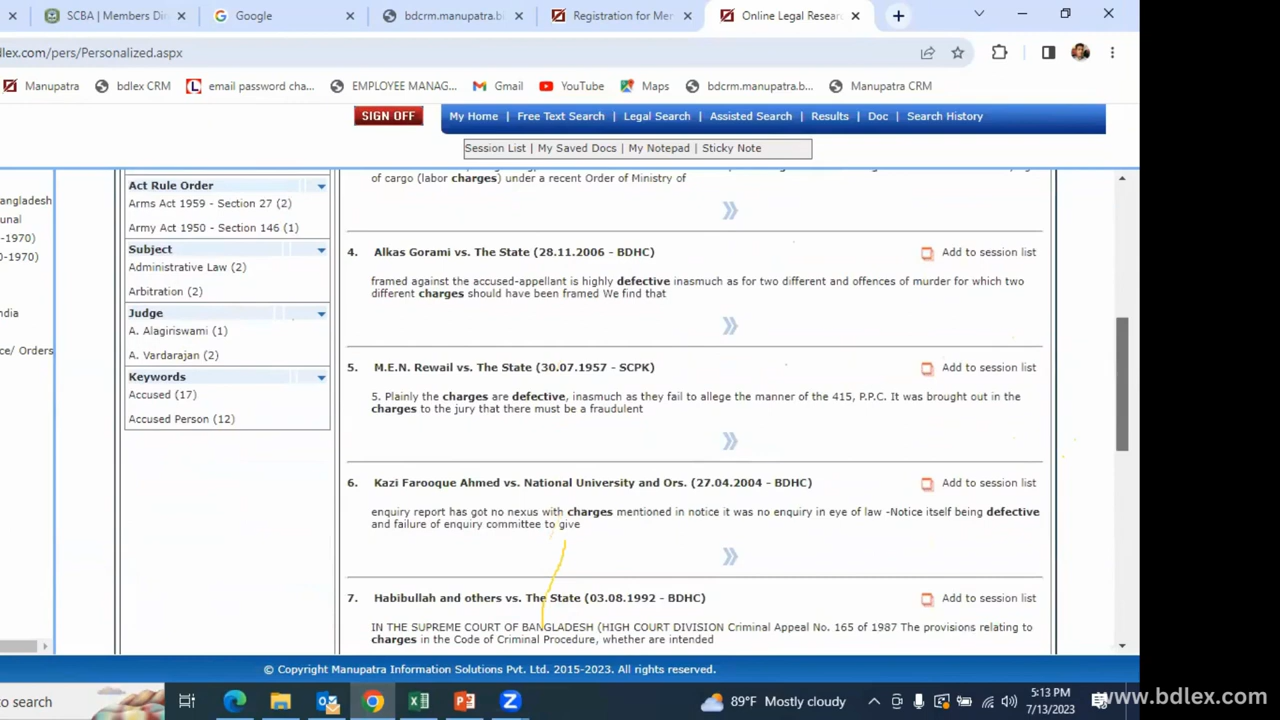 SCBA | Members Dir
Google
bdcrm.manupatra.b
Registration for Mer
Online Legal Resear
dlex.com/pers/Personalized.aspx
Manupatra
bdlex CRM
email password cha...
EMPLOYEE MANAG...
Gmail
YouTube
Maps
bdcrm.manupatra.b...
Manupatra CRM
SIGN OFF
My Home | Free Text Search | Legal Search | Assisted Search | Results | Doc | Search History
Session List | My Saved Docs | My Notepad | Sticky Note
angladesh
unal
-1970)
0-1970)
ndia
ce/ Orders
Act Rule Order
Arms Act 1959 - Section 27 (2)
Army Act 1950 - Section 146 (1)
Subject
Administrative Law (2)
Arbitration (2)
Judge
A. Alagiriswami (1)
A. Vardarajan (2)
Keywords
Accused (17)
Accused Person (12)
of cargo (labor charges) under a recent Order of Ministry of
4. Alkas Gorami vs. The State (28.11.2006 - BDHC) Add to session list
framed against the accused-appellant is highly defective inasmuch as for two different and offences of murder for which two
different charges should have been framed We find that
5. M.E.N. Rewail vs. The State (30.07.1957 - SCPK) Add to session list
5. Plainly the charges are defective, inasmuch as they fail to allege the manner of the 415, P.P.C. It was brought out in the
charges to the jury that there must be a fraudulent
6. Kazi Farooque Ahmed vs. National University and Ors. (27.04.2004 - BDHC) Add to session list
enquiry report has got no nexus with charges mentioned in notice it was no enquiry in eye of law -Notice itself being defective
and failure of enquiry committee to give
7. Habibullah and others vs. The State (03.08.1992 - BDHC) Add to session list
IN THE SUPREME COURT OF BANGLADESH (HIGH COURT DIVISION Criminal Appeal No. 165 of 1987 The provisions relating to
charges in the Code of Criminal Procedure, whether are intended
© Copyright Manupatra Information Solutions Pvt. Ltd. 2015-2023. All rights reserved.
to search
89°F Mostly cloudy
5:13 PM
7/13/2023
www.bdlex.com